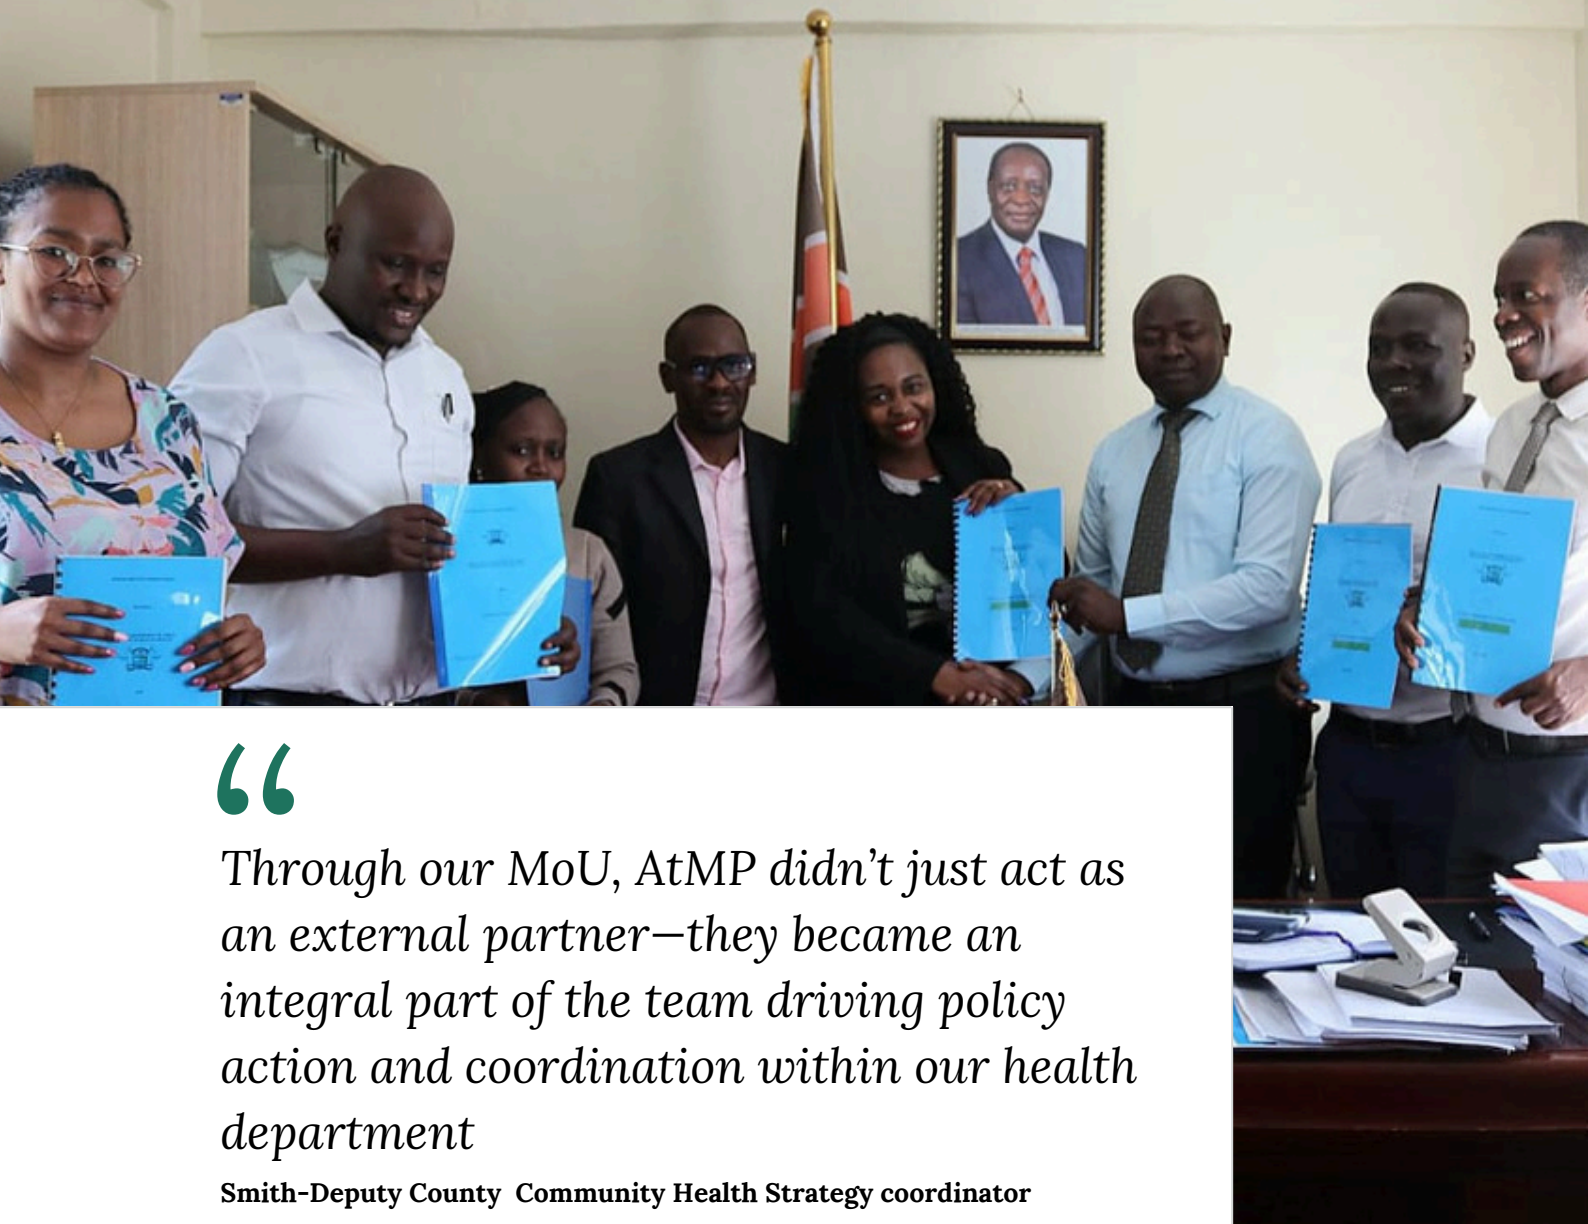 “
Through our MoU, AtMP didn’t just act as
an external partner—they became an
integral part of the team driving policy
action and coordination within our health
department
Smith-Deputy County  Community Health Strategy coordinator